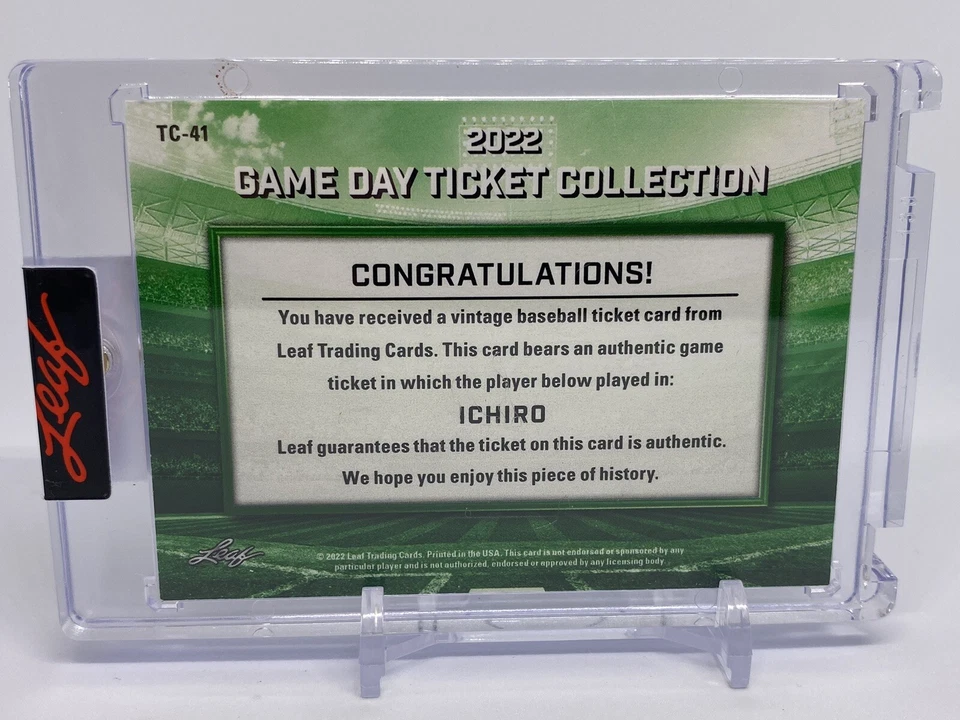 TC-41
2022
GAME DAY TICKET COLLECTION
CONGRATULATIONS!
You have received a vintage baseball ticket card from
Leaf Trading Cards. This card bears an authentic game
ticket in which the player below played in:
ICHIRO
Leaf guarantees that the ticket on this card is authentic.
We hope you enjoy this piece of history.
Leaf
Leaf
© 2022 Leaf Trading Cards. Printed in the USA. This card is not endorsed or sponsored by any
particular player and is not authorized, endorsed or approved by any licensing body